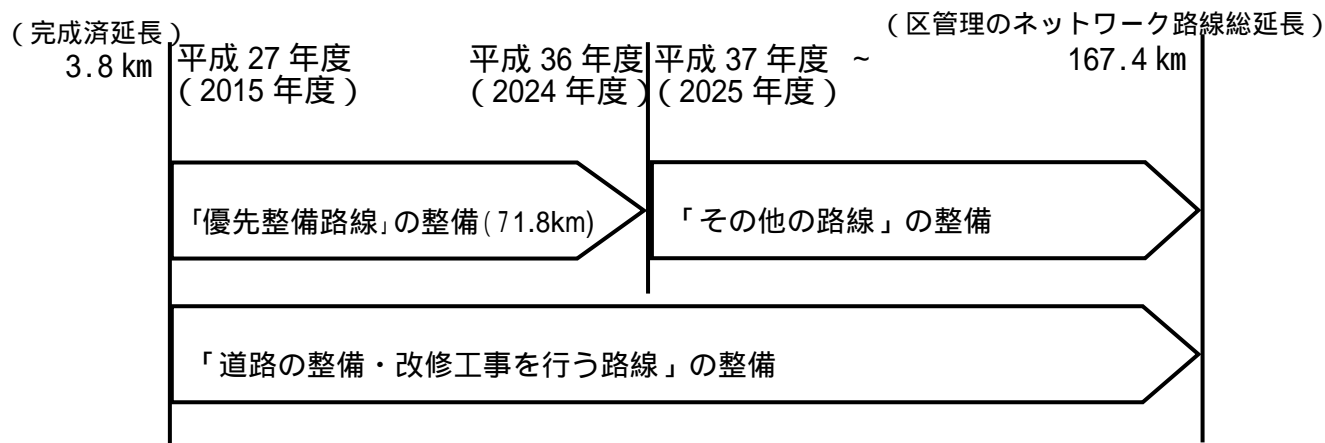 （完成済延長）
3.8 km
（区管理のネットワーク路線総延長）
167.4 km
平成 27 年度
（2015 年度）
平成 36 年度
（2024 年度）
平成 37 年度 ～
（2025 年度）
「優先整備路線」の整備（71.8km)
「その他の路線」の整備
「道路の整備・改修工事を行う路線」の整備